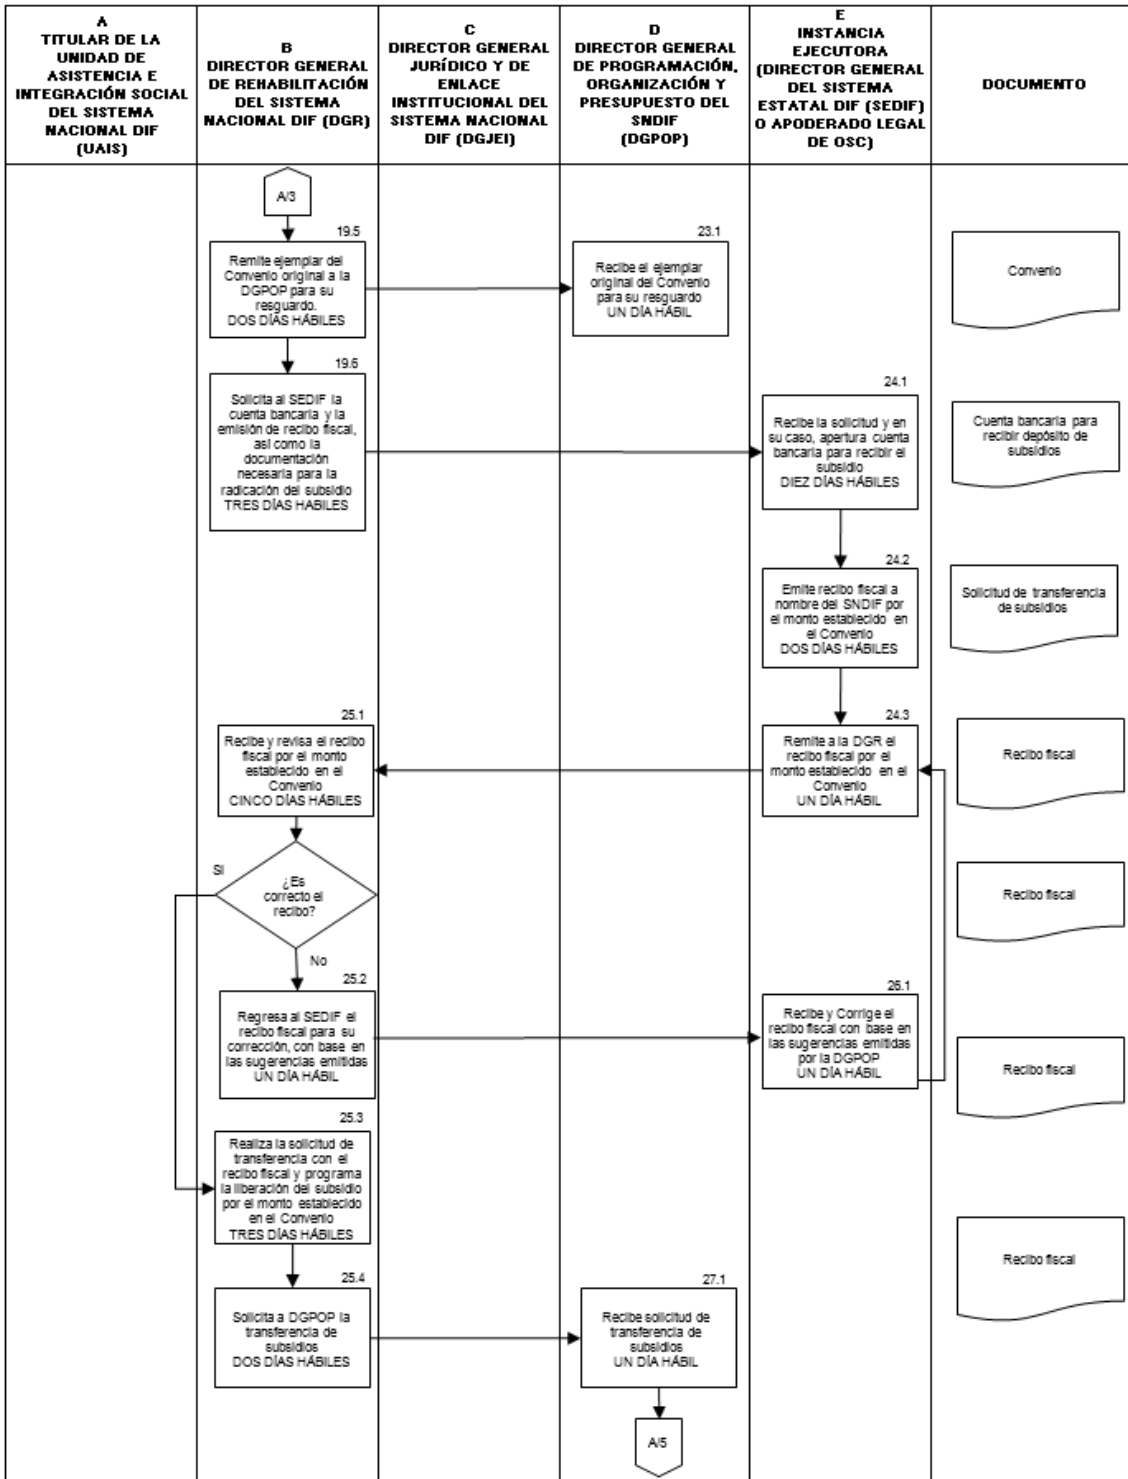 A
TITULAR DE LA
UNIDAD DE
ASISTENCIA E
INTEGRACIÓN SOCIAL
DEL SISTEMA
NACIONAL DIF
(UAIS)
B
DIRECTOR GENERAL
DE REHABILITACIÓN
DEL SISTEMA
NACIONAL DIF (DGR)
C
DIRECTOR GENERAL
JURÍDICO Y DE
ENLACE
INSTITUCIONAL DEL
SISTEMA NACIONAL
DIF (DGJEI)
D
DIRECTOR GENERAL
DE PROGRAMACIÓN,
ORGANIZACIÓN Y
PRESUPUESTO DEL
SNDIF
(DGPOP)
E
INSTANCIA
EJECUTORA
(DIRECTOR GENERAL
DEL SISTEMA
ESTATAL DIF (SEDIF)
O APODERADO LEGAL
DE OSC)
DOCUMENTO
A/3
19.5
Remite ejemplar del
Convenio original a la
DGPOP para su
resguardo.
DOS DÍAS HÁBILES
23.1
Recibe el ejemplar
original del Convenio
para su resguardo
UN DÍA HÁBIL
Convenio
19.6
Solicita al SEDIF la
cuenta bancaria y la
emisión de recibo fiscal,
así como la
documentación
necesaria para la
radicación del subsidio
TRES DÍAS HABILES
24.1
Recibe la solicitud y en
su caso, apertura cuenta
bancaria para recibir el
subsidio
DIEZ DÍAS HÁBILES
Cuenta bancaria para
recibir depósito de
subsidios
24.2
Emite recibo fiscal a
nombre del SNDIF por
el monto establecido en
el Convenio
DOS DÍAS HÁBILES
Solicitud de transferencia
de subsidios
25.1
Recibe y revisa el recibo
fiscal por el monto
establecido en el
Convenio
CINCO DÍAS HÁBILES
24.3
Remite a la DGR el
recibo fiscal por el
monto establecido en el
Convenio
UN DÍA HÁBIL
Recibo fiscal
Si
¿Es
correcto el
recibo?
No
Recibo fiscal
25.2
Regresa al SEDIF el
recibo fiscal para su
corrección, con base en
las sugerencias emitidas
UN DÍA HÁBIL
26.1
Recibe y Corrige el
recibo fiscal con base en
las sugerencias emitidas
por la DGPOP
UN DÍA HÁBIL
Recibo fiscal
25.3
Realiza la solicitud de
transferencia con el
recibo fiscal y programa
la liberación del subsidio
por el monto establecido
en el Convenio
TRES DÍAS HÁBILES
Recibo fiscal
25.4
Solicita a DGPOP la
transferencia de
subsidios
DOS DÍAS HÁBILES
27.1
Recibe solicitud de
transferencia de
subsidios
UN DÍA HÁBIL
A/5